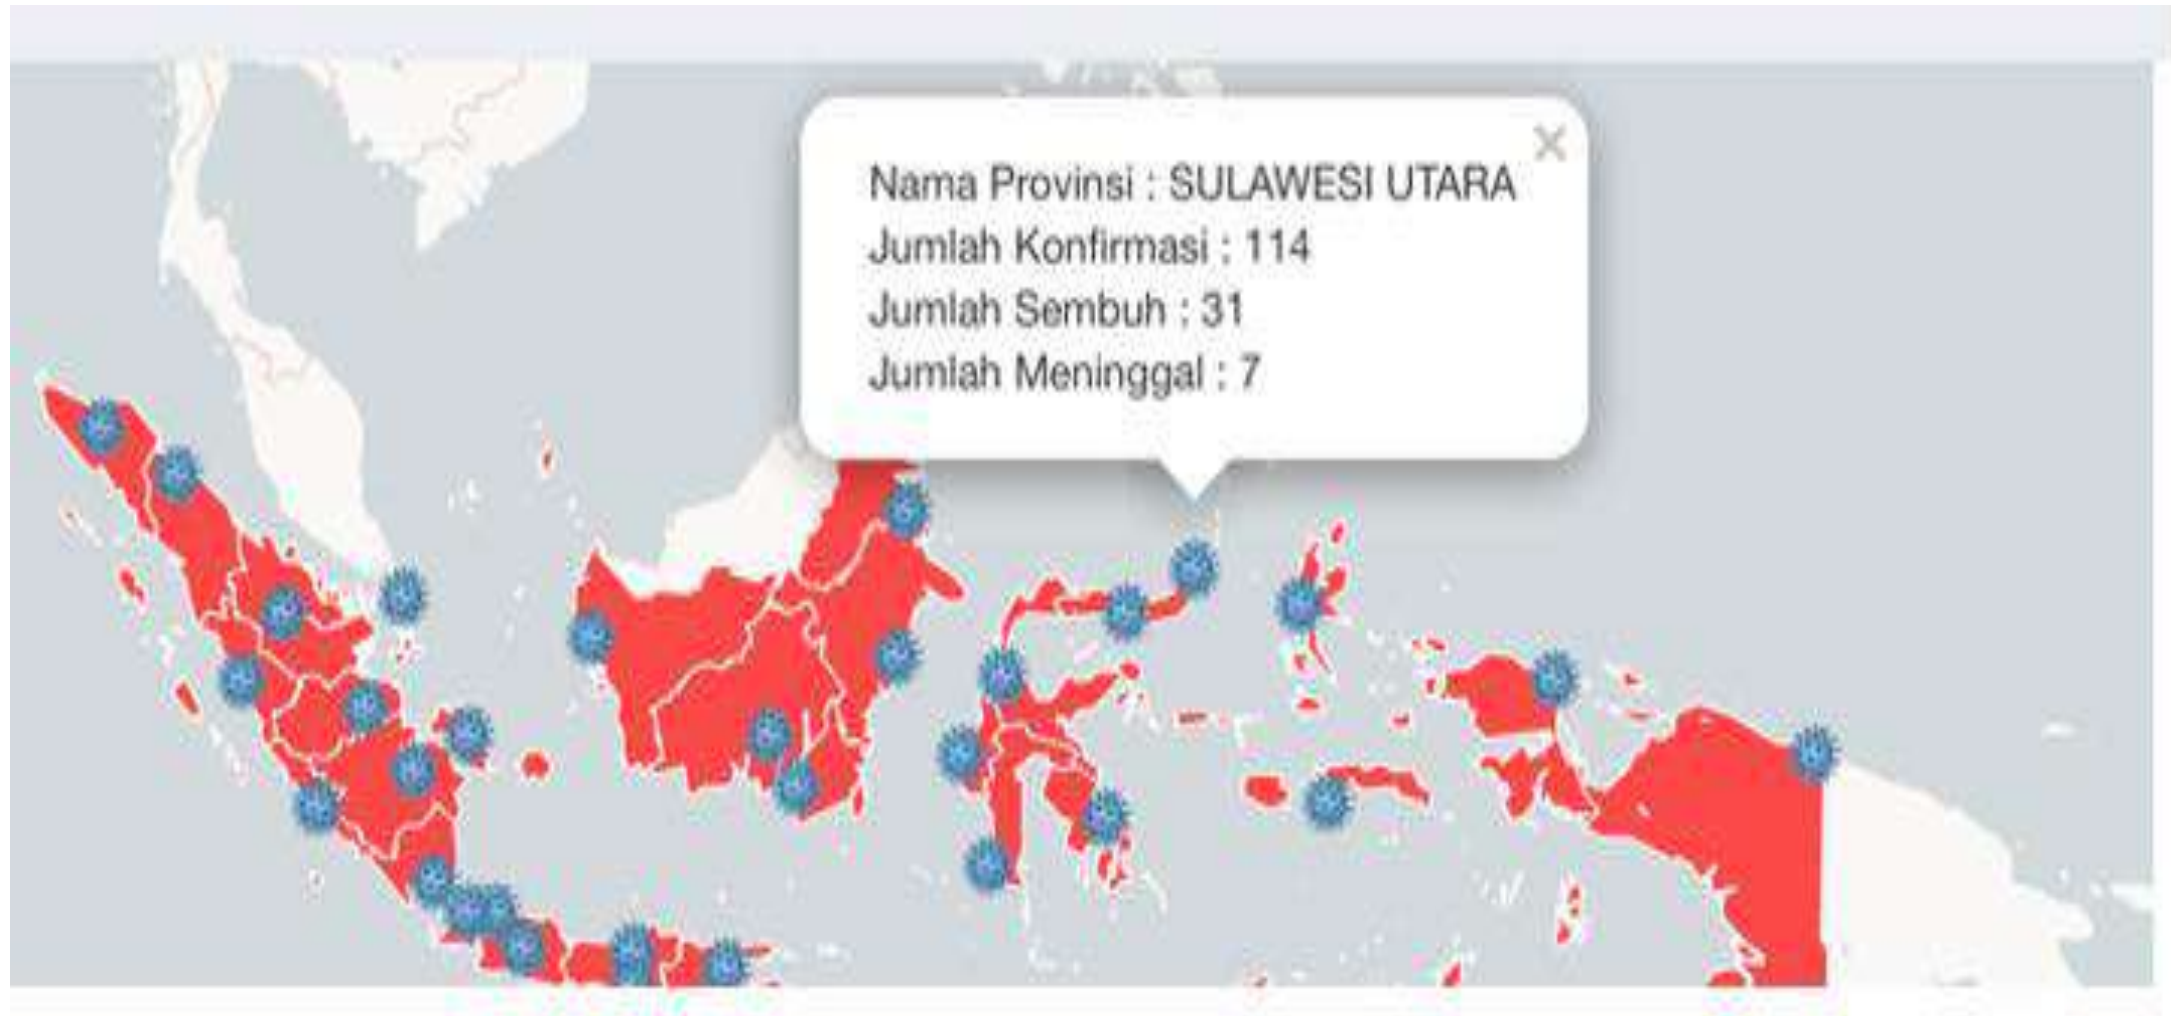 Nama Provinsi : SULAWESI UTARA
Jumlah Konfirmasi : 114
Jumlah Sembuh : 31
Jumlah Meninggal : 7